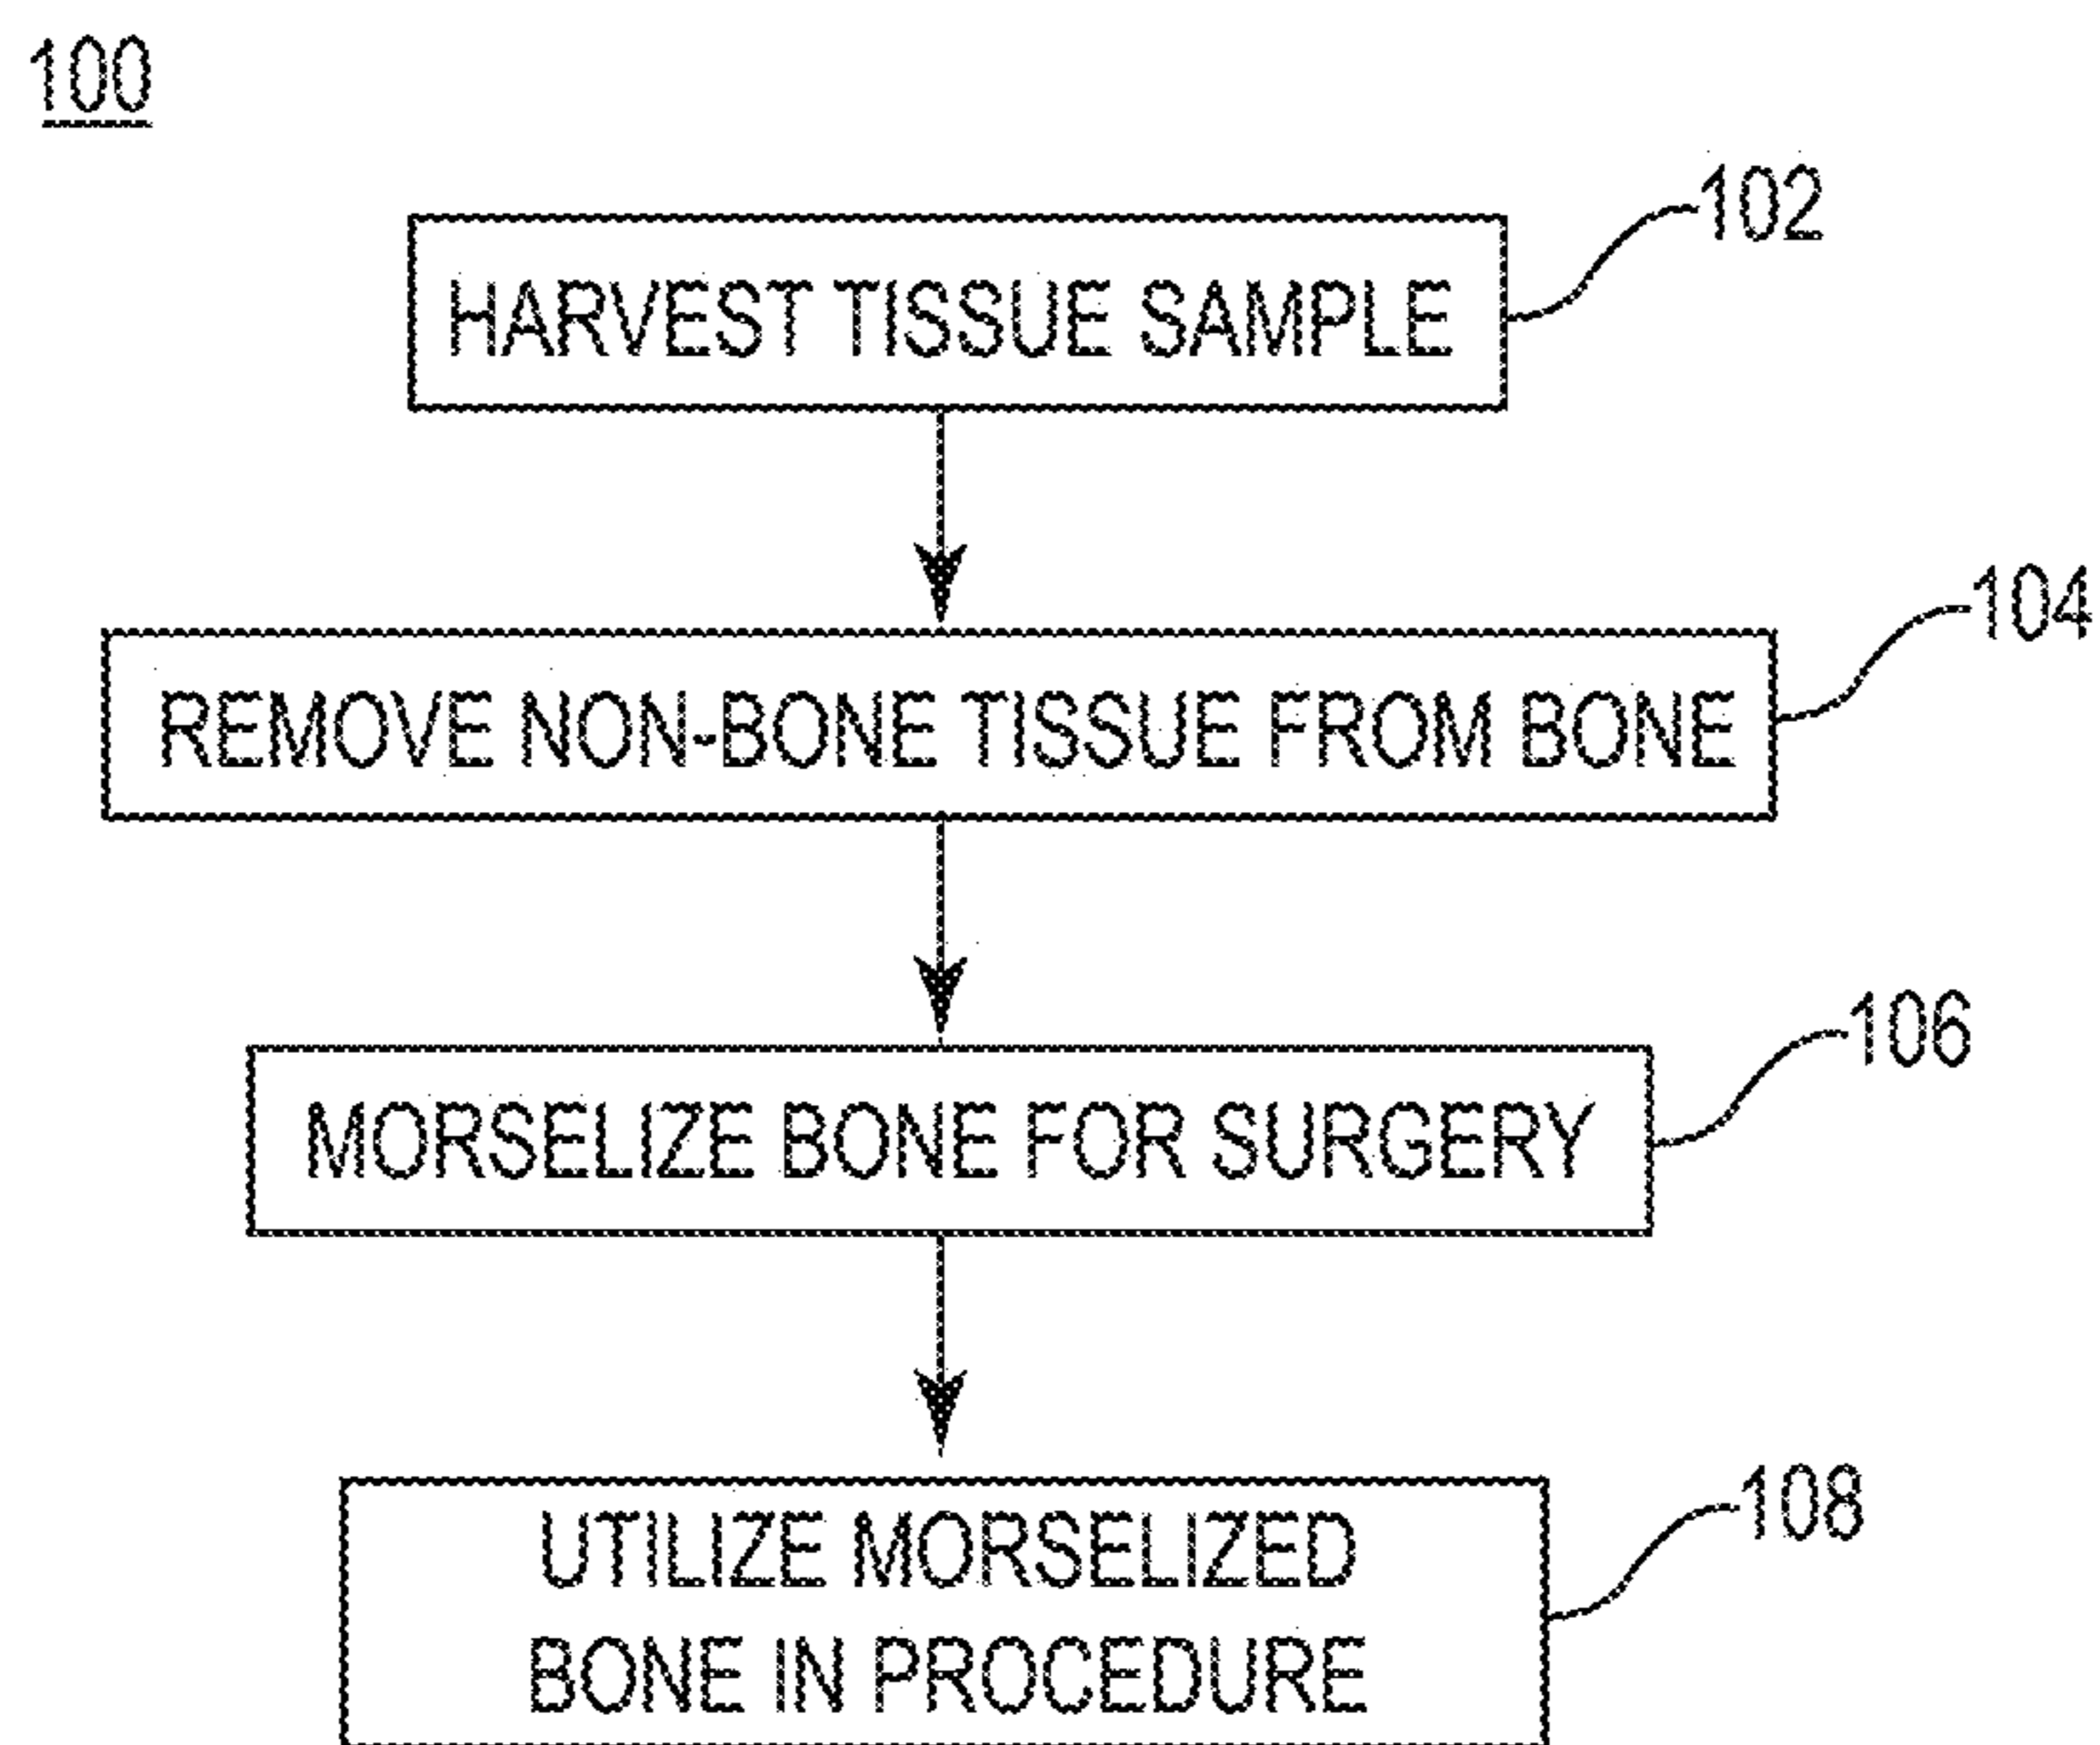 100
102
HARVEST TISSUE SAMPLE
104
REMOVE NON-BONE TISSUE FROM BONE
106
MORSELIZE BONE FOR SURGERY
108
UTILIZE MORSELIZED
BONE IN PROCEDURE